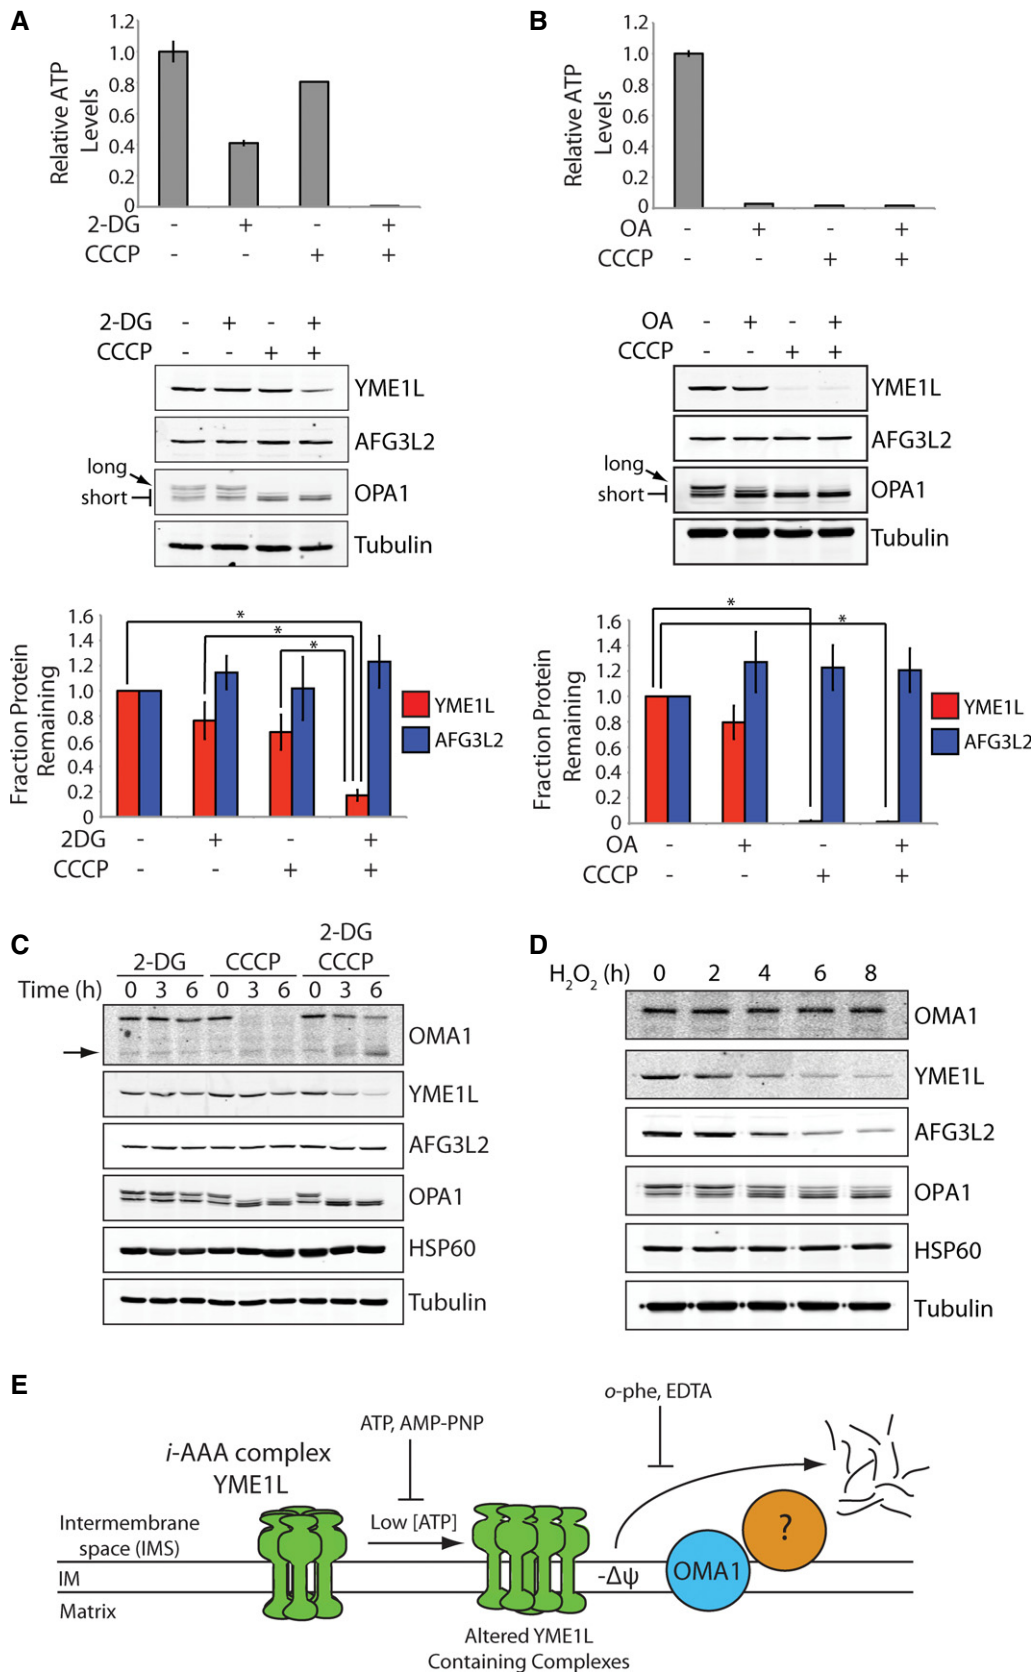 A
1.2
1.0
0.8
0.6
0.4
0.2
0
Relative ATP
Levels
2-DG - + - +
CCCP - - + +
2-DG - + - +
CCCP - - + +
YME1L
AFG3L2
long
short
OPA1
Tubulin
1.6
1.4
1.2
1.0
0.8
0.6
0.4
0.2
0
Fraction Protein
Remaining
*
*
*
YME1L
AFG3L2
2DG - + - +
CCCP - - + +
B
1.2
1.0
0.8
0.6
0.4
0.2
0
Relative ATP
Levels
OA - + - +
CCCP - - + +
OA - + - +
CCCP - - + +
YME1L
AFG3L2
long
short
OPA1
Tubulin
1.6
1.4
1.2
1.0
0.8
0.6
0.4
0.2
0
Fraction Protein
Remaining
*
*
YME1L
AFG3L2
OA - + - +
CCCP - - + +
C
2-DG CCCP 2-DG
CCCP
Time (h) 0 3 6 0 3 6 0 3 6
OMA1
YME1L
AFG3L2
OPA1
HSP60
Tubulin
D
H2O2 (h) 0 2 4 6 8
OMA1
YME1L
AFG3L2
OPA1
HSP60
Tubulin
E
i-AAA complex
YME1L
ATP, AMP-PNP
Low [ATP]
o-phe, EDTA
Intermembrane
space (IMS)
IM
Matrix
-Δψ
OMA1
?
Altered YME1L
Containing Complexes